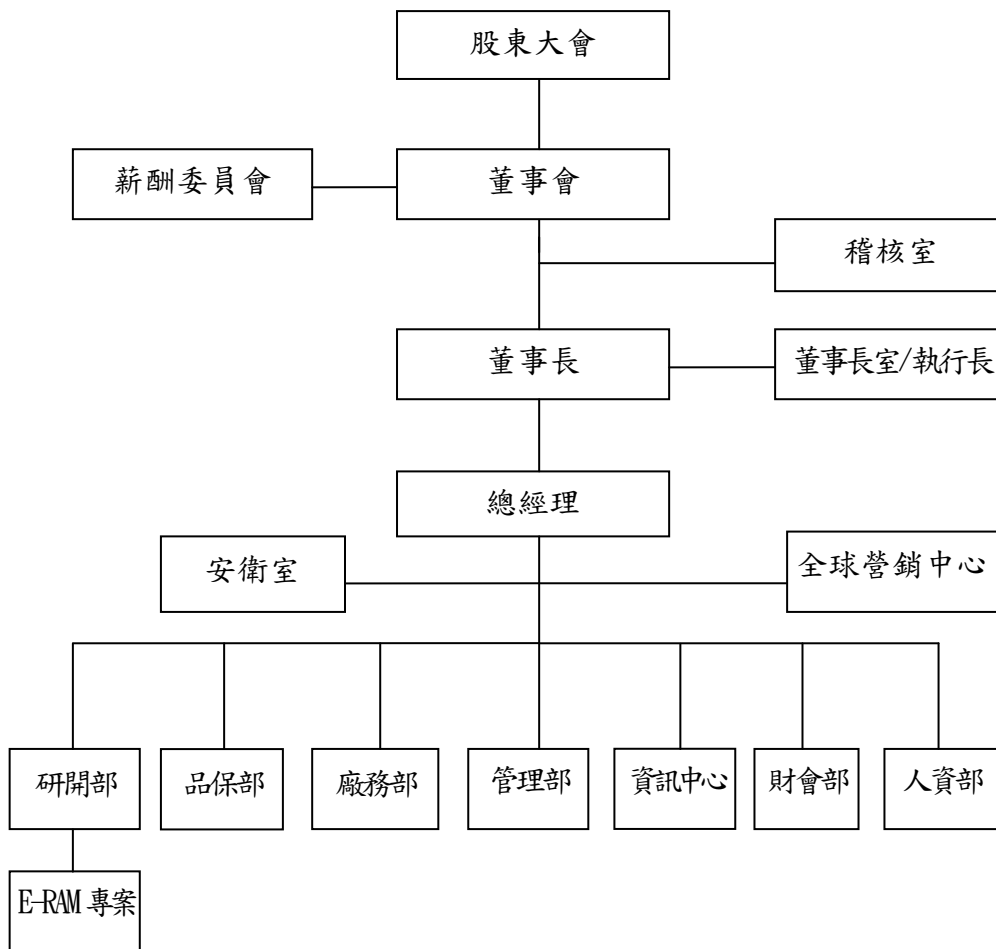 股東大會
薪酬委員會
董事會
稽核室
董事長
董事長室/執行長
總經理
安衛室
全球營銷中心
研開部
品保部
廠務部
管理部
資訊中心
財會部
人資部
E-RAM 專案